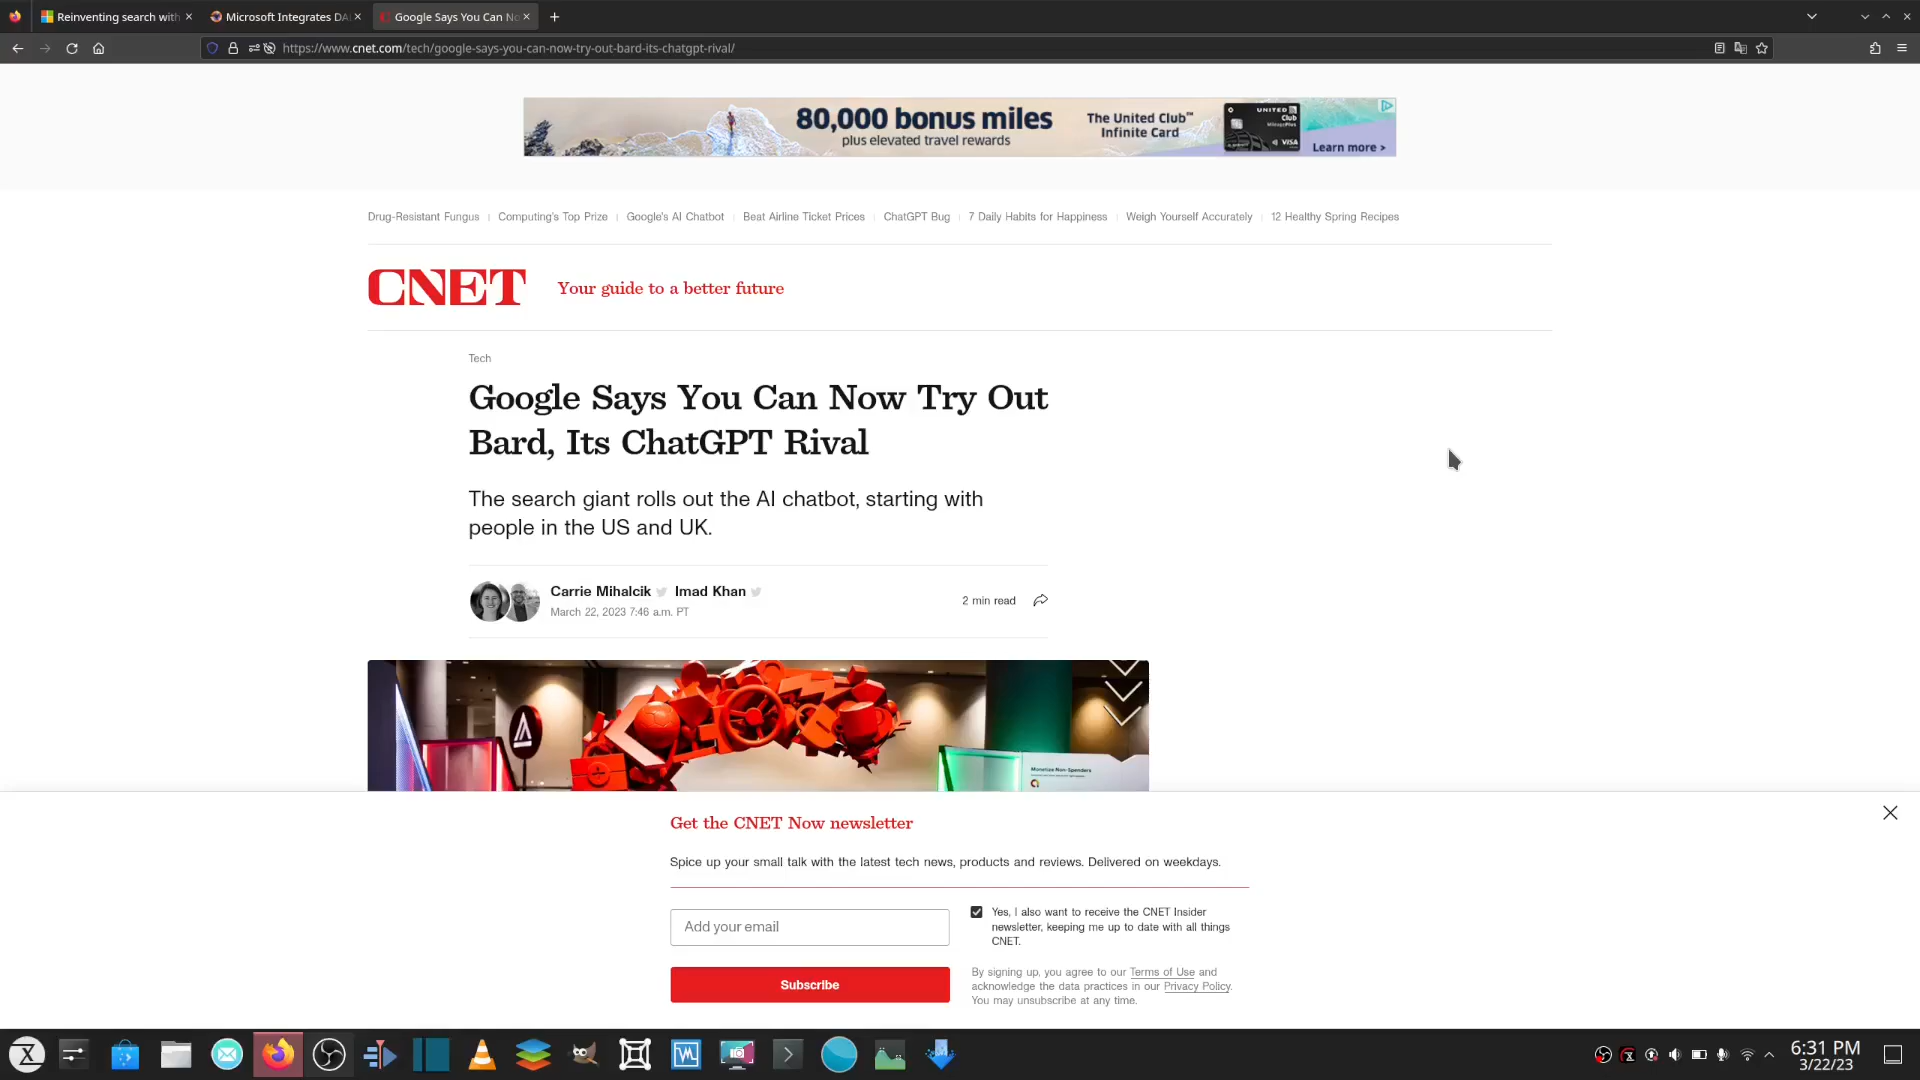 Reinventing search with
Microsoft Integrates DA
Google Says You Can No
https://www.cnet.com/tech/google-says-you-can-now-try-out-bard-its-chatgpt-rival/
80,000 bonus miles
plus elevated travel rewards
The United Club℠
Infinite Card
UNITED
Club
VISA
Learn more >
Drug-Resistant Fungus | Computing's Top Prize | Google's AI Chatbot | Beat Airline Ticket Prices | ChatGPT Bug | 7 Daily Habits for Happiness | Weigh Yourself Accurately | 12 Healthy Spring Recipes
CNET Your guide to a better future
Tech
Google Says You Can Now Try Out
Bard, Its ChatGPT Rival
The search giant rolls out the AI chatbot, starting with
people in the US and UK.
Carrie Mihalcik Imad Khan
March 22, 2023 7:46 a.m. PT
2 min read
Monetize Non-Spenders
Get the CNET Now newsletter
Spice up your small talk with the latest tech news, products and reviews. Delivered on weekdays.
Add your email
Yes, I also want to receive the CNET Insider
newsletter, keeping me up to date with all things
CNET.
Subscribe
By signing up, you agree to our Terms of Use and
acknowledge the data practices in our Privacy Policy.
You may unsubscribe at any time.
6:31 PM
3/22/23